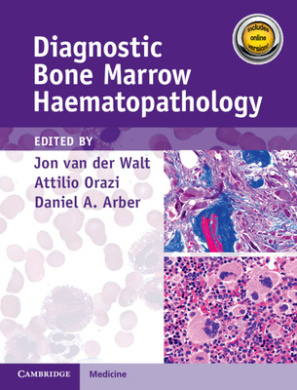 Diagnostic
Bone Marrow
Haematopathology
includes
online
version!
EDITED BY
Jon van der Walt
Attilio Orazi
Daniel A. Arber
CAMBRIDGE
Medicine